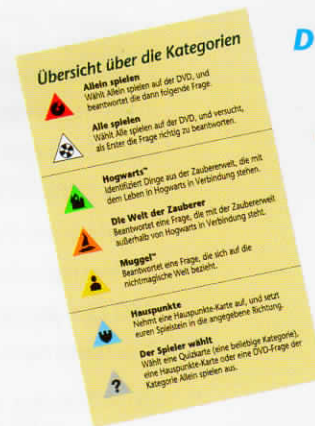 Übersicht über die Kategorien
D
Allein spielen
Wählt Allein spielen auf der DVD, und
beantwortet die dann folgende Frage.
Alle spielen
Wählt Alle spielen auf der DVD, und versucht,
als Erster die Frage richtig zu beantworten.
Hogwarts™
Identifiziert Dinge aus der Zaubererwelt, die mit
dem Leben in Hogwarts in Verbindung stehen.
Die Welt der Zauberer
Beantwortet eine Frage, die mit der Zaubererwelt
außerhalb von Hogwarts in Verbindung steht.
Muggel™
Beantwortet eine Frage, die sich auf die
nichtmagische Welt bezieht.
Hauspunkte
Nehmt eine Hauspunkte-Karte auf, und setzt
euren Spielstein in die angegebene Richtung.
Der Spieler wählt
Wählt eine Quizkarte (eine beliebige Kategorie),
eine Hauspunkte-Karte oder eine DVD-Frage der
Kategorie Allein spielen aus.
?